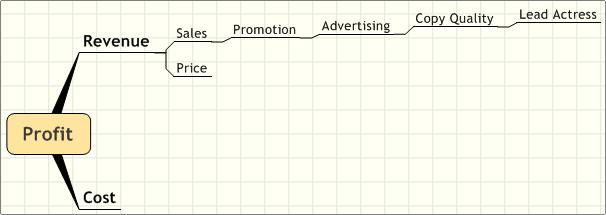 Profit
Revenue
Sales
Promotion
Advertising
Copy Quality
Lead Actress
Price
Cost